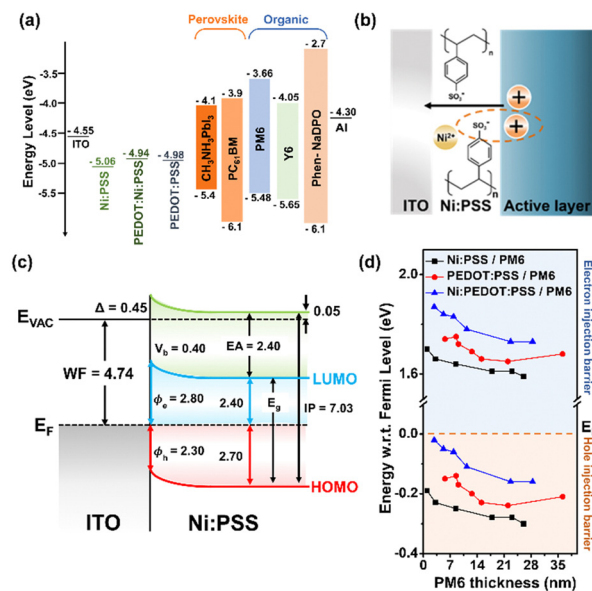 (a)
Perovskite
Organic
Energy Level (eV)
-3.5
-4.0
-4.5
-5.0
-5.5
- 4.55
ITO
- 5.06
Ni:PSS
- 4.94
PEDOT:Ni:PSS
- 4.98
PEDOT:PSS
- 4.1
CH3NH3PbI3
- 5.4
- 3.9
PC61BM
- 6.1
- 3.66
PM6
- 5.48
- 4.05
Y6
- 5.65
- 2.7
Phen- NaDPO
- 6.1
- 4.30
Al
(b)
n
SO3-
+
+
SO3-
Ni2+
n
ITO
Ni:PSS
Active layer
(c)
Δ = 0.45
0.05
EVAC
Vb = 0.40
EA = 2.40
WF = 4.74
LUMO
ϕe = 2.80
2.40
Eg
IP = 7.03
EF
ϕh = 2.30
2.70
HOMO
ITO
Ni:PSS
(d)
Ni:PSS / PM6
PEDOT:PSS / PM6
Ni:PEDOT:PSS / PM6
Energy w.r.t. Fermi Level (eV)
2.0
1.6
0.0
-0.2
-0.4
0
7
14
21
28
35
PM6 thickness (nm)
Electron injection barrier
E
Hole injection barrier